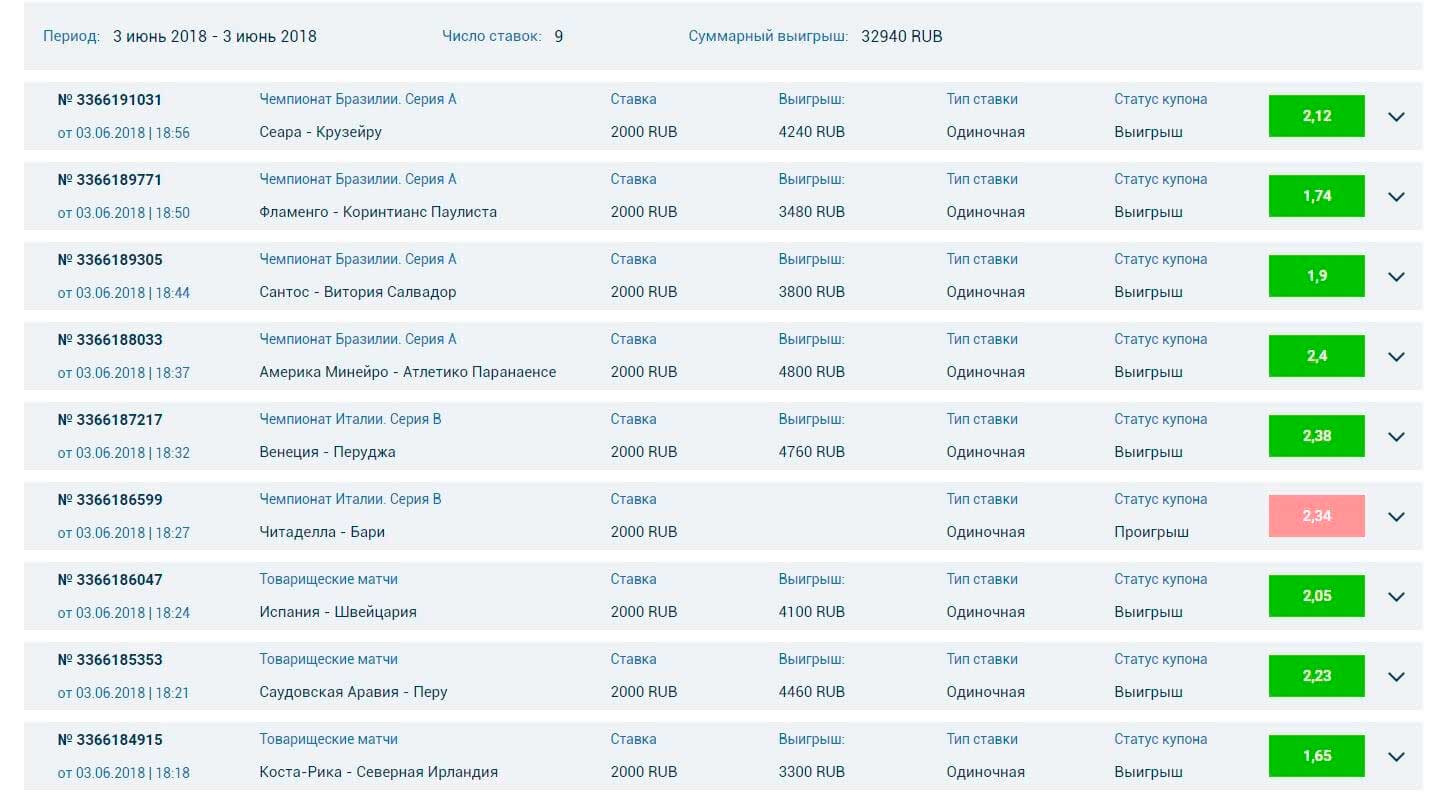 Период: 3 июнь 2018 - 3 июнь 2018 Число ставок: 9 Суммарный выигрыш: 32940 RUB
№ 3366191031 Чемпионат Бразилии. Серия А Ставка Выигрыш: Тип ставки Статус купона 2,12
от 03.06.2018 | 18:56 Сеара - Крузейру 2000 RUB 4240 RUB Одиночная Выигрыш
№ 3366189771 Чемпионат Бразилии. Серия А Ставка Выигрыш: Тип ставки Статус купона 1,74
от 03.06.2018 | 18:50 Фламенго - Коринтианс Паулиста 2000 RUB 3480 RUB Одиночная Выигрыш
№ 3366189305 Чемпионат Бразилии. Серия А Ставка Выигрыш: Тип ставки Статус купона 1,9
от 03.06.2018 | 18:44 Сантос - Витория Салвадор 2000 RUB 3800 RUB Одиночная Выигрыш
№ 3366188033 Чемпионат Бразилии. Серия А Ставка Выигрыш: Тип ставки Статус купона 2,4
от 03.06.2018 | 18:37 Америка Минейро - Атлетико Паранаенсе 2000 RUB 4800 RUB Одиночная Выигрыш
№ 3366187217 Чемпионат Италии. Серия В Ставка Выигрыш: Тип ставки Статус купона 2,38
от 03.06.2018 | 18:32 Венеция - Перуджа 2000 RUB 4760 RUB Одиночная Выигрыш
№ 3366186599 Чемпионат Италии. Серия В Ставка Тип ставки Статус купона 2,34
от 03.06.2018 | 18:27 Читаделла - Бари 2000 RUB Одиночная Проигрыш
№ 3366186047 Товарищеские матчи Ставка Выигрыш: Тип ставки Статус купона 2,05
от 03.06.2018 | 18:24 Испания - Швейцария 2000 RUB 4100 RUB Одиночная Выигрыш
№ 3366185353 Товарищеские матчи Ставка Выигрыш: Тип ставки Статус купона 2,23
от 03.06.2018 | 18:21 Саудовская Аравия - Перу 2000 RUB 4460 RUB Одиночная Выигрыш
№ 3366184915 Товарищеские матчи Ставка Выигрыш: Тип ставки Статус купона 1,65
от 03.06.2018 | 18:18 Коста-Рика - Северная Ирландия 2000 RUB 3300 RUB Одиночная Выигрыш